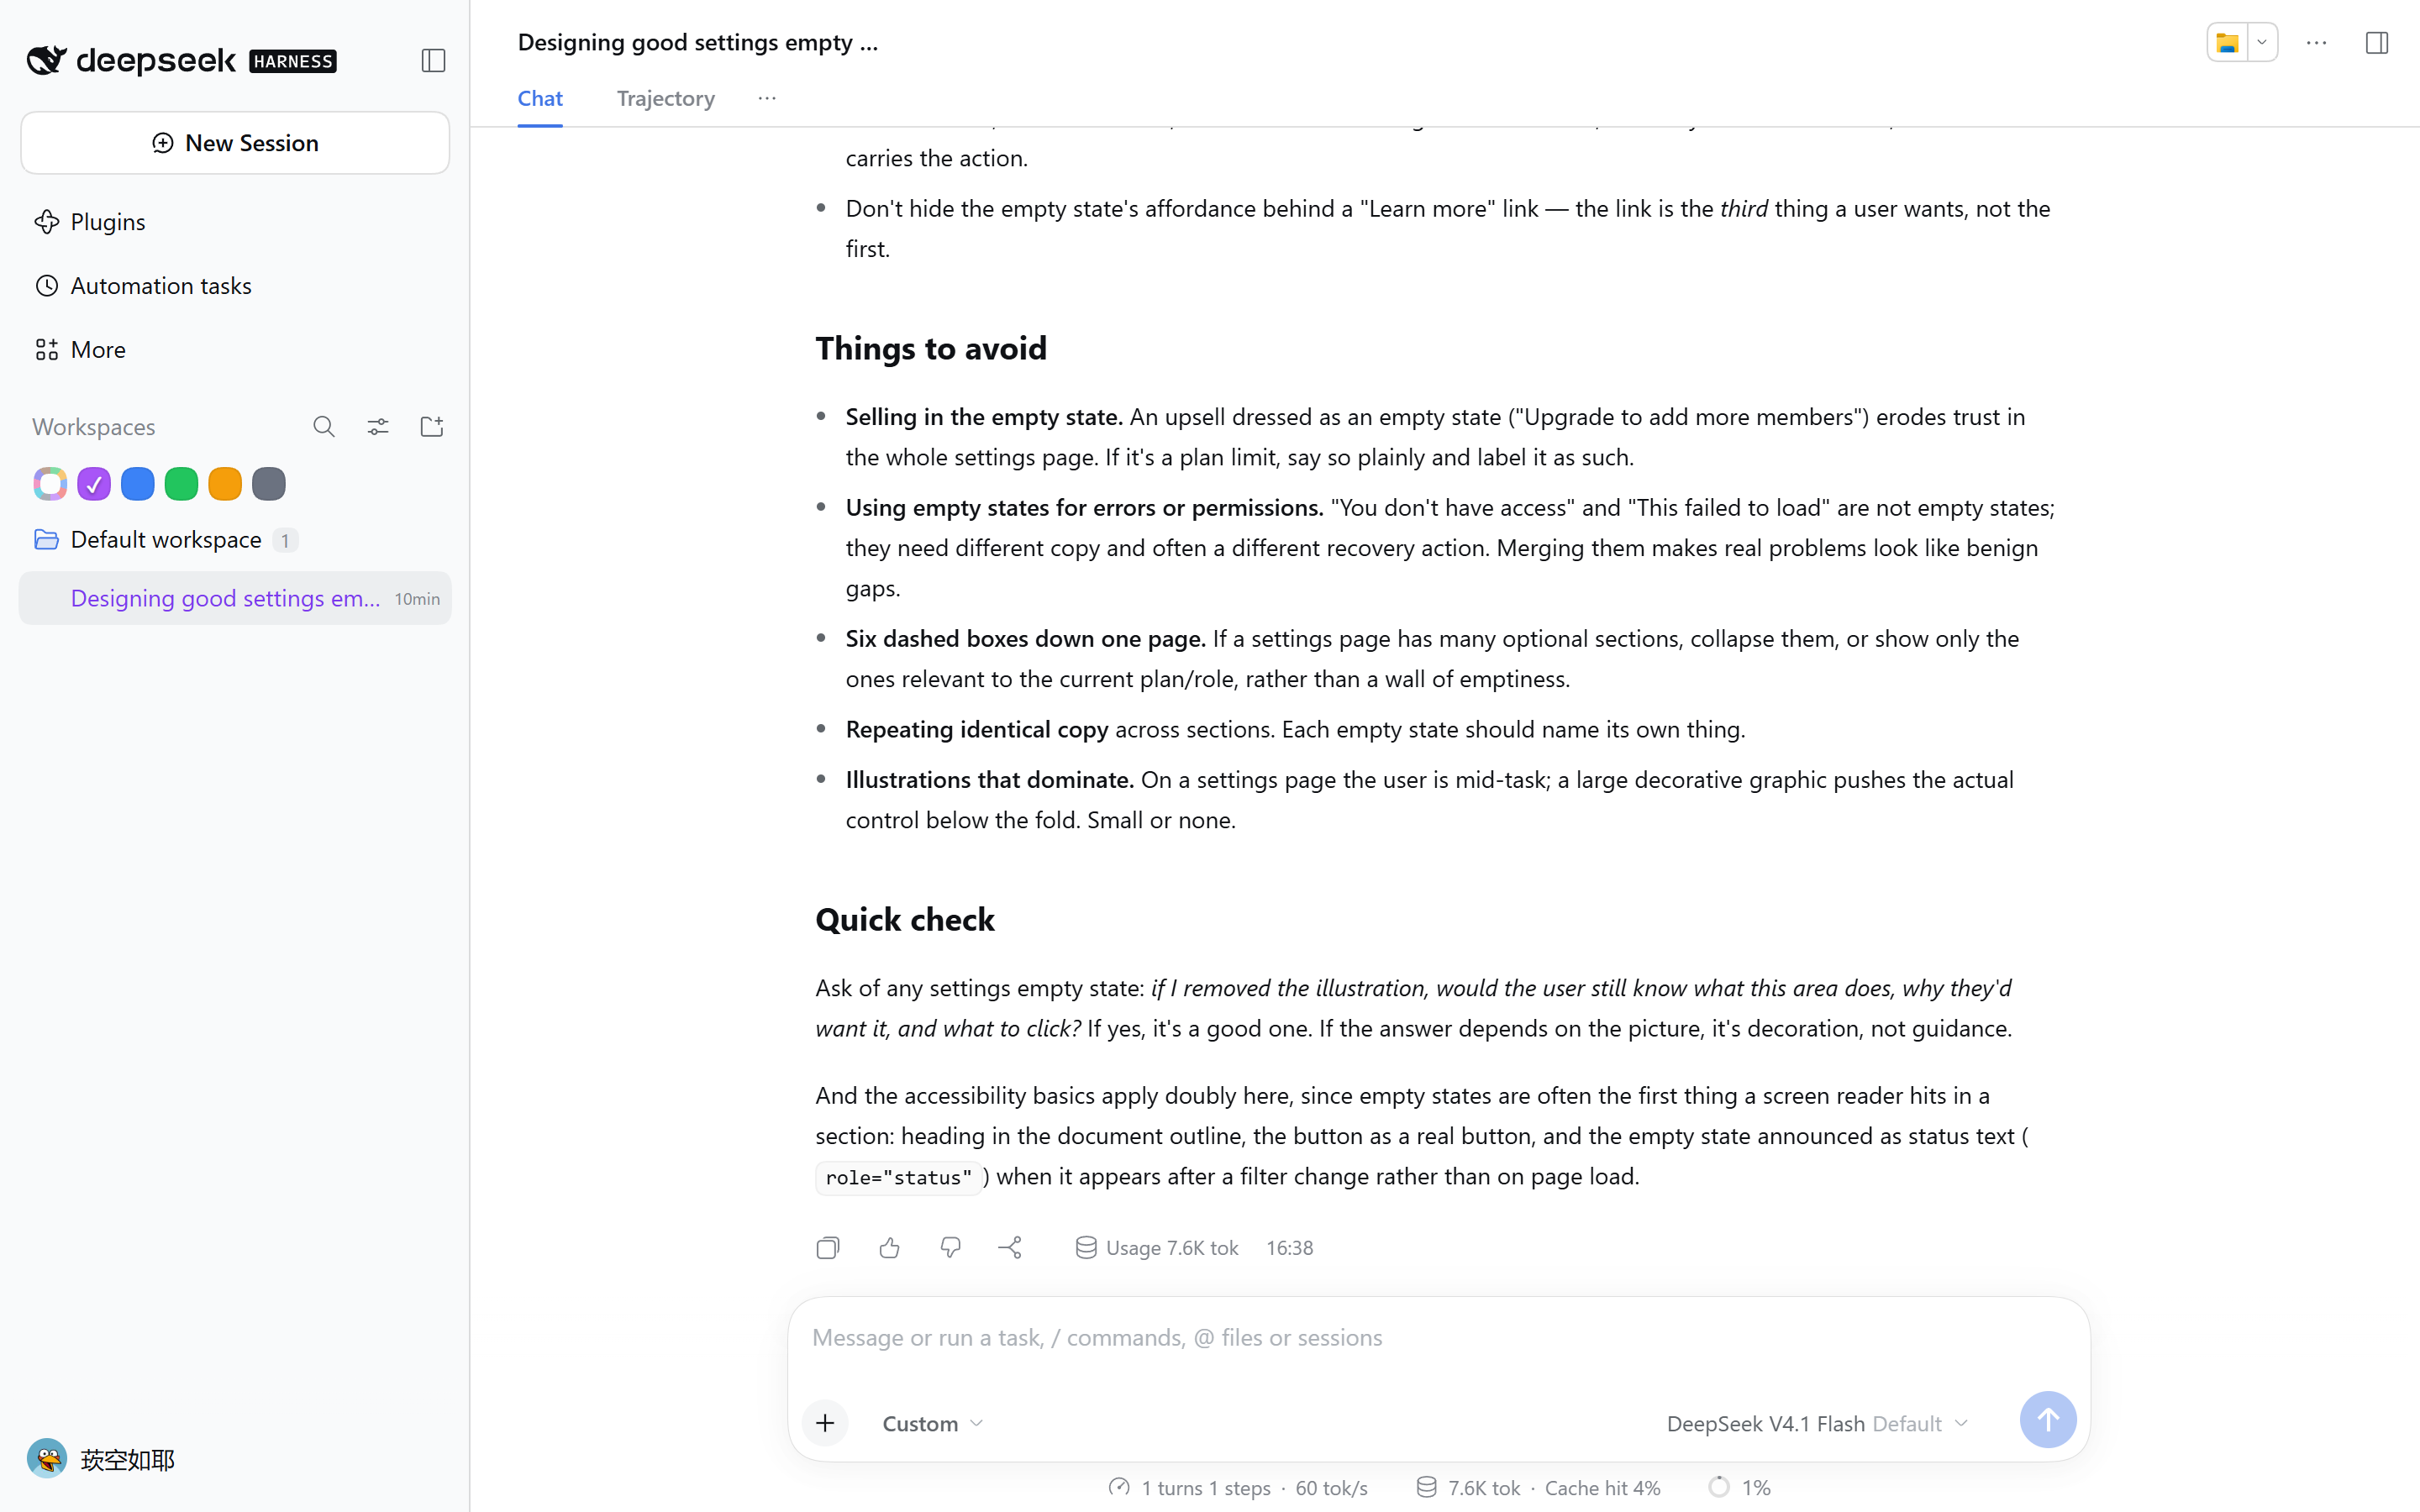 deepseek HARNESS
New Session
Plugins
Automation tasks
More
Workspaces
Default workspace 1
Designing good settings em... 10min
莰空如耶
Designing good settings empty ...
Chat Trajectory
carries the action.
Don't hide the empty state's affordance behind a "Learn more" link — the link is the third thing a user wants, not the
first.
Things to avoid
Selling in the empty state. An upsell dressed as an empty state ("Upgrade to add more members") erodes trust in
the whole settings page. If it's a plan limit, say so plainly and label it as such.
Using empty states for errors or permissions. "You don't have access" and "This failed to load" are not empty states;
they need different copy and often a different recovery action. Merging them makes real problems look like benign
gaps.
Six dashed boxes down one page. If a settings page has many optional sections, collapse them, or show only the
ones relevant to the current plan/role, rather than a wall of emptiness.
Repeating identical copy across sections. Each empty state should name its own thing.
Illustrations that dominate. On a settings page the user is mid-task; a large decorative graphic pushes the actual
control below the fold. Small or none.
Quick check
Ask of any settings empty state: if I removed the illustration, would the user still know what this area does, why they'd
want it, and what to click? If yes, it's a good one. If the answer depends on the picture, it's decoration, not guidance.
And the accessibility basics apply doubly here, since empty states are often the first thing a screen reader hits in a
section: heading in the document outline, the button as a real button, and the empty state announced as status text (
role="status" ) when it appears after a filter change rather than on page load.
Usage 7.6K tok 16:38
Message or run a task, / commands, @ files or sessions
Custom DeepSeek V4.1 Flash Default
1 turns 1 steps · 60 tok/s 7.6K tok · Cache hit 4% 1%